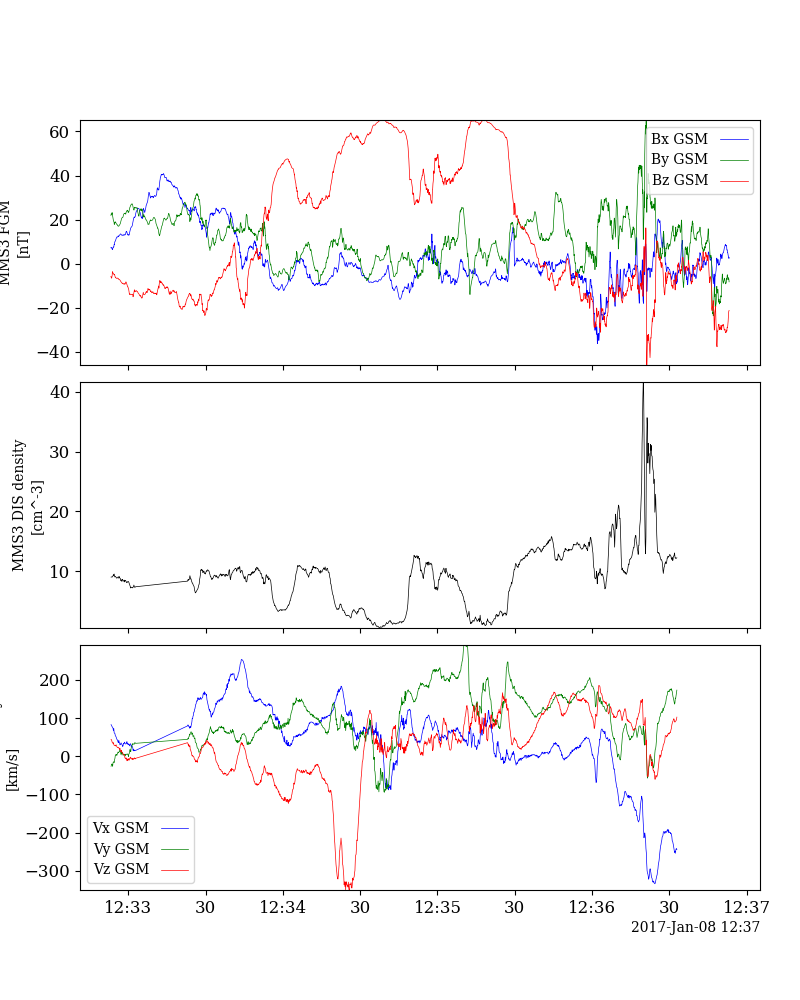 60
40
20
0
−20
−40
MMS3 FGM
[nT]
Bx GSM
By GSM
Bz GSM
40
30
20
10
MMS3 DIS density
[cm^-3]
200
100
0
−100
−200
−300
[km/s]
Vx GSM
Vy GSM
Vz GSM
12:33
30
12:34
30
12:35
30
12:36
30
12:37
2017-Jan-08 12:37